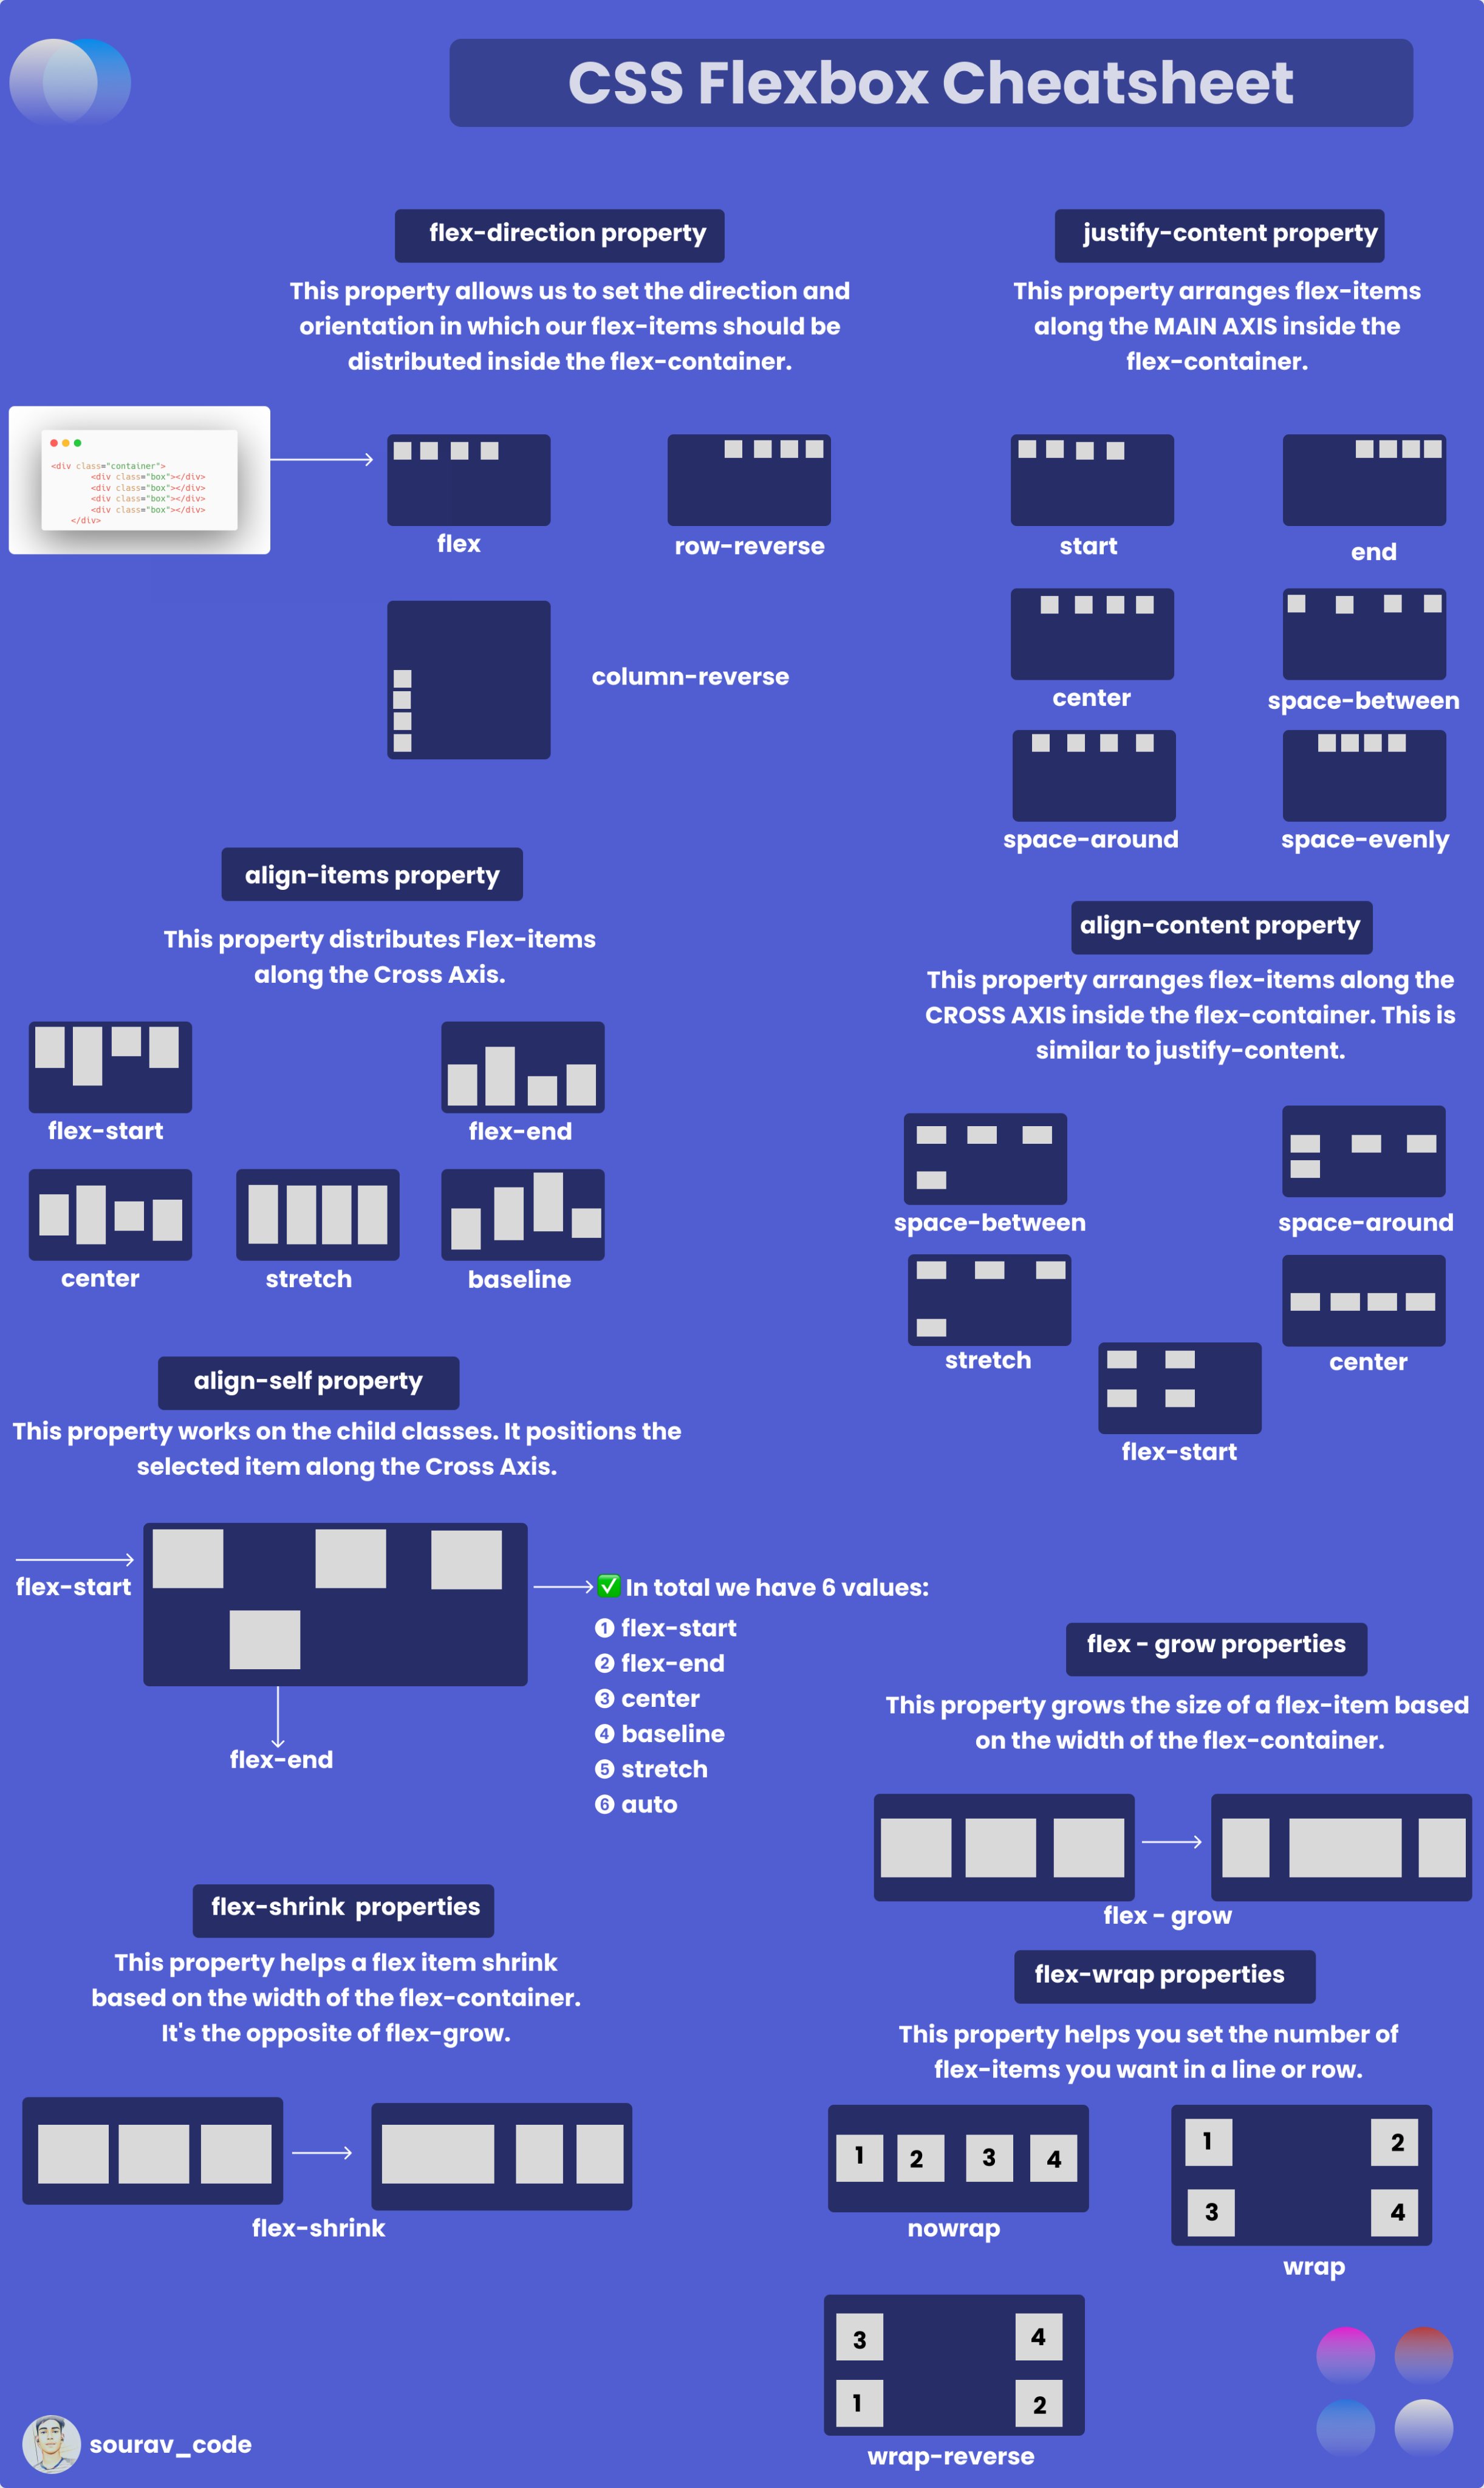 CSS Flexbox Cheatsheet
flex-direction property
This property allows us to set the direction and
orientation in which our flex-items should be
distributed inside the flex-container.
<div class="container">
<div class="box"></div>
<div class="box"></div>
<div class="box"></div>
<div class="box"></div>
</div>
flex
row-reverse
column-reverse
justify-content property
This property arranges flex-items
along the MAIN AXIS inside the
flex-container.
start
end
center
space-between
space-around
space-evenly
align-items property
This property distributes Flex-items
along the Cross Axis.
flex-start
flex-end
center
stretch
baseline
align-content property
This property arranges flex-items along the
CROSS AXIS inside the flex-container. This is
similar to justify-content.
space-between
space-around
stretch
center
flex-start
align-self property
This property works on the child classes. It positions the
selected item along the Cross Axis.
flex-start
flex-end
✅ In total we have 6 values:
❶ flex-start
❷ flex-end
❸ center
❹ baseline
❺ stretch
❻ auto
flex - grow properties
This property grows the size of a flex-item based
on the width of the flex-container.
flex - grow
flex-shrink properties
This property helps a flex item shrink
based on the width of the flex-container.
It's the opposite of flex-grow.
flex-shrink
flex-wrap properties
This property helps you set the number of
flex-items you want in a line or row.
1 2 3 4
nowrap
1 2
3 4
wrap
3 4
1 2
wrap-reverse
sourav_code